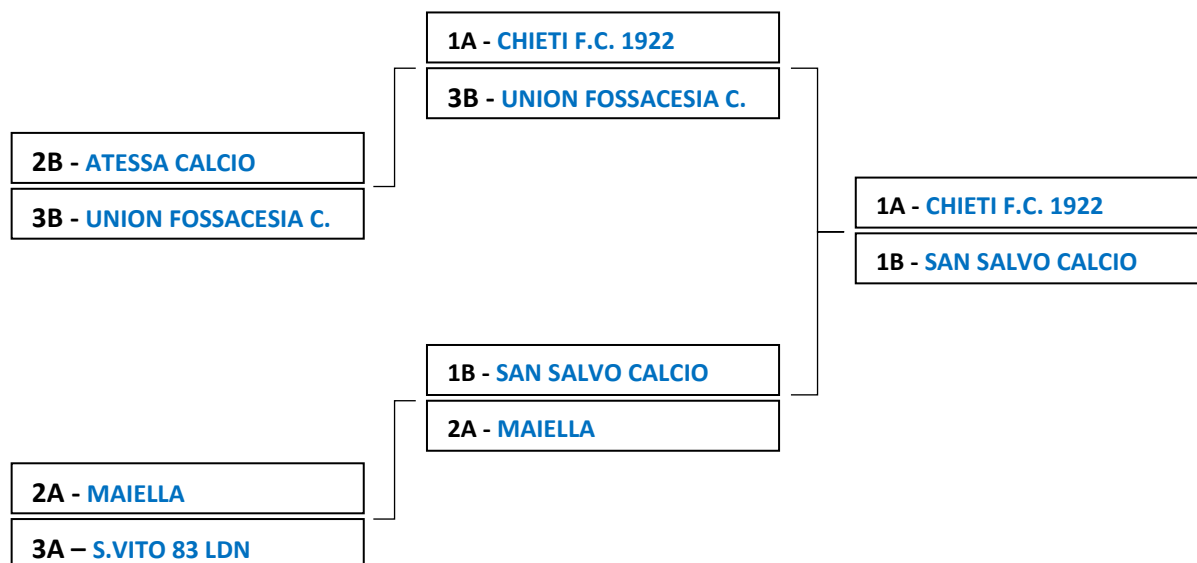 1A - CHIETI F.C. 1922
3B - UNION FOSSACESIA C.
2B - ATESSA CALCIO
3B - UNION FOSSACESIA C.
1A - CHIETI F.C. 1922
1B - SAN SALVO CALCIO
1B - SAN SALVO CALCIO
2A - MAIELLA
2A - MAIELLA
3A – S.VITO 83 LDN